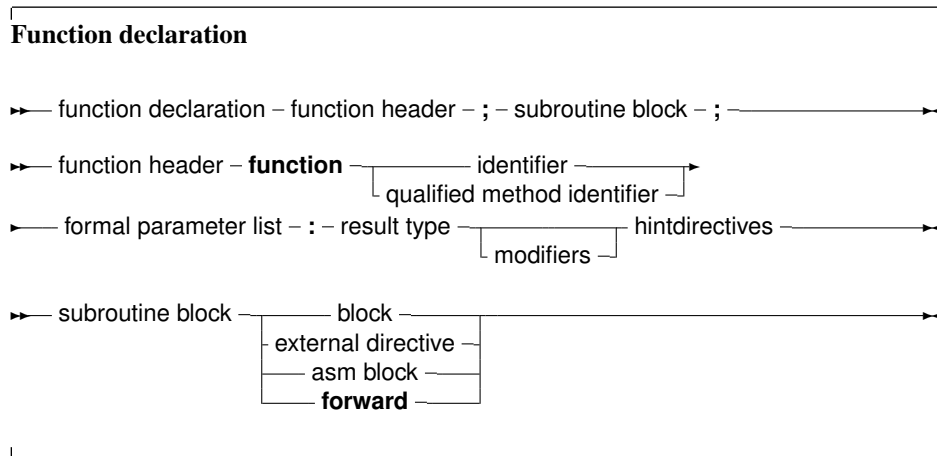 Function declaration
function declaration – function header – ; – subroutine block – ;
function header – function – identifier
qualified method identifier
formal parameter list – : – result type – hintdirectives
modifiers
subroutine block – block
external directive
asm block
forward